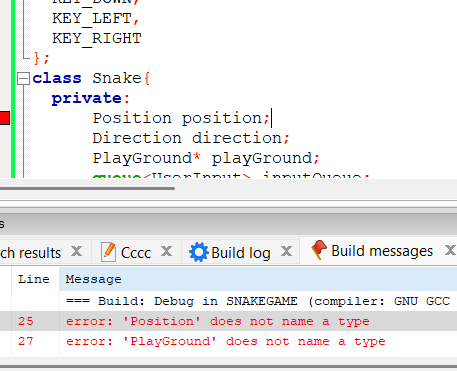 KEY_DOWN,
KEY_LEFT,
KEY_RIGHT
};
class Snake{
private:
Position position;
Direction direction;
PlayGround* playGround;
queue<UserInput> inputQueue;
s
ch results X Cccc X Build log X Build messages X
Line Message
=== Build: Debug in SNAKEGAME (compiler: GNU GCC
25 error: 'Position' does not name a type
27 error: 'PlayGround' does not name a type